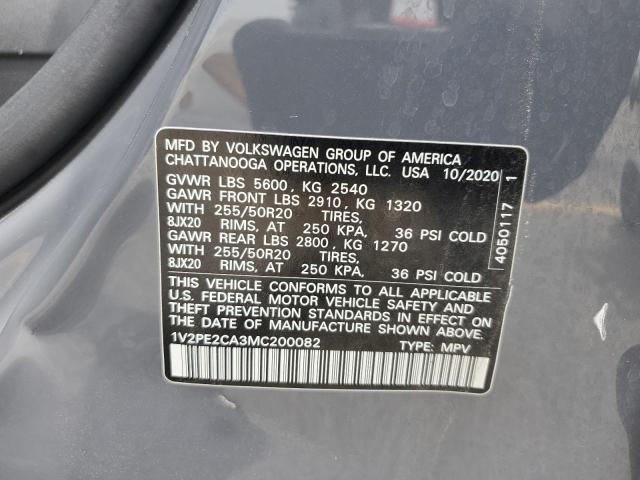 MFD BY VOLKSWAGEN GROUP OF AMERICA
CHATTANOOGA OPERATIONS, LLC. USA 10/2020
GVWR LBS 5600, KG 2540
GAWR FRONT LBS 2910, KG 1320
WITH 255/50R20 TIRES,
8JX20 RIMS, AT 250 KPA, 36 PSI COLD
GAWR REAR LBS 2800, KG 1270
WITH 255/50R20 TIRES,
8JX20 RIMS, AT 250 KPA, 36 PSI COLD
THIS VEHICLE CONFORMS TO ALL APPLICABLE
U.S. FEDERAL MOTOR VEHICLE SAFETY AND
THEFT PREVENTION STANDARDS IN EFFECT ON
THE DATE OF MANUFACTURE SHOWN ABOVE.
1V2PE2CA3MC200082 TYPE: MPV
4050117 1